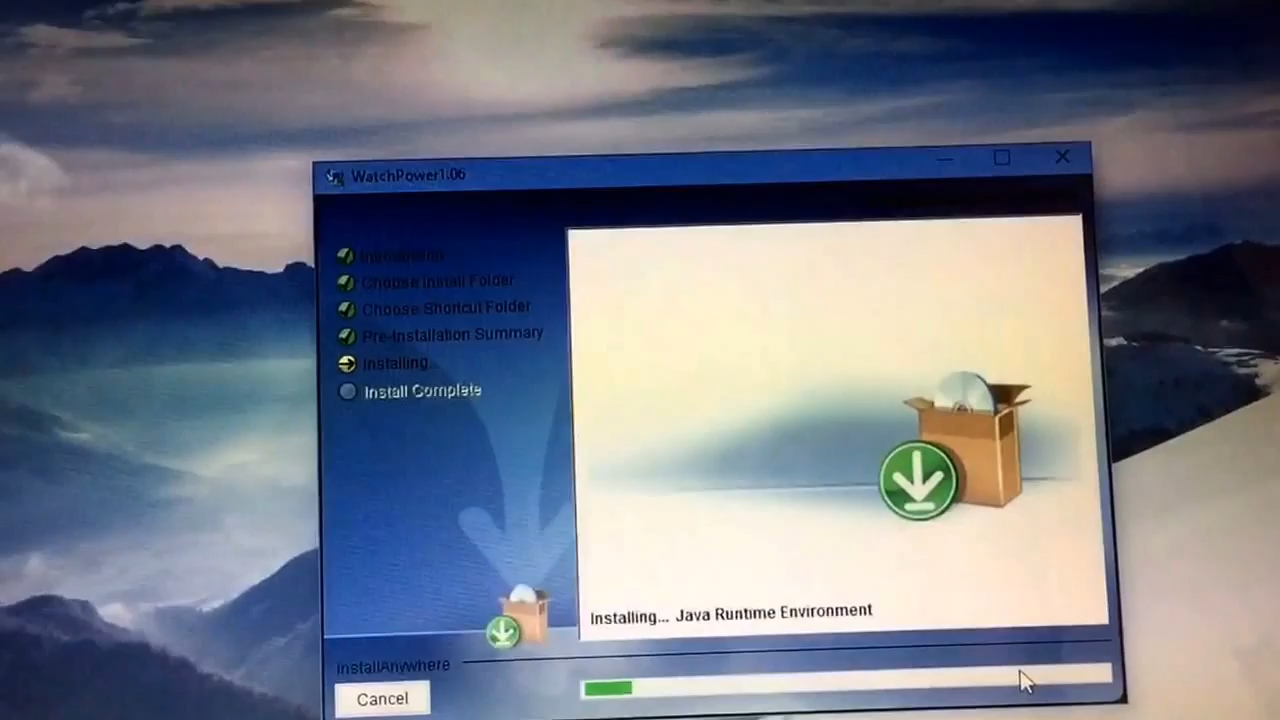 WatchPower1.06
Introduction
Choose Install Folder
Choose Shortcut Folder
Pre-Installation Summary
Installing...
Install Complete
Installing... Java Runtime Environment
InstallAnywhere
Cancel